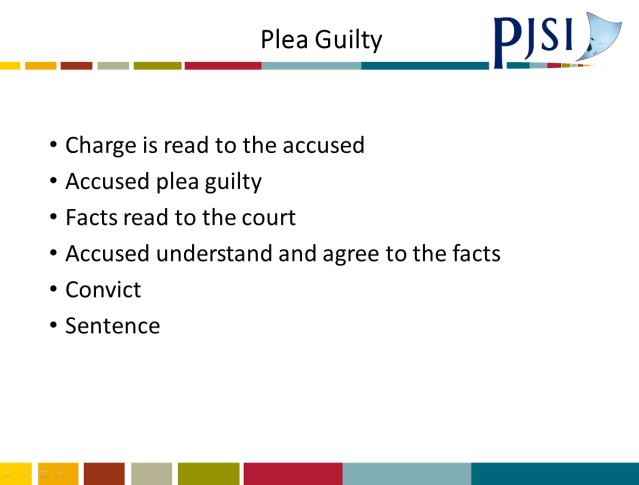 Plea Guilty
PJSI
• Charge is read to the accused
• Accused plea guilty
• Facts read to the court
• Accused understand and agree to the facts
• Convict
• Sentence